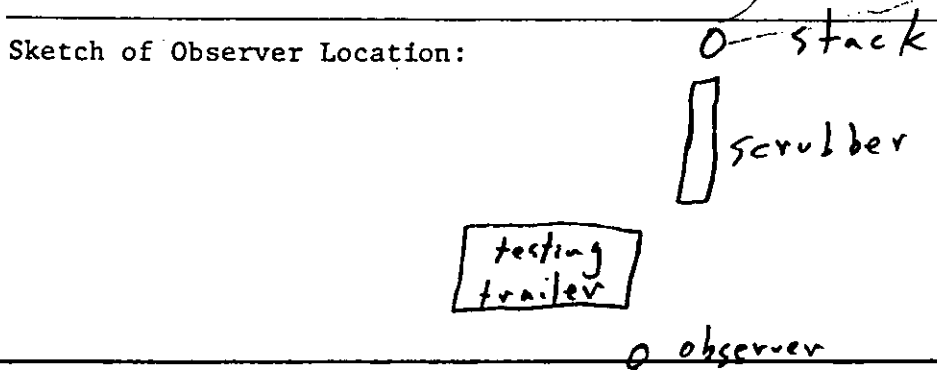 Sketch of Observer Location:
stack
scrubber
testing
trailer
observer